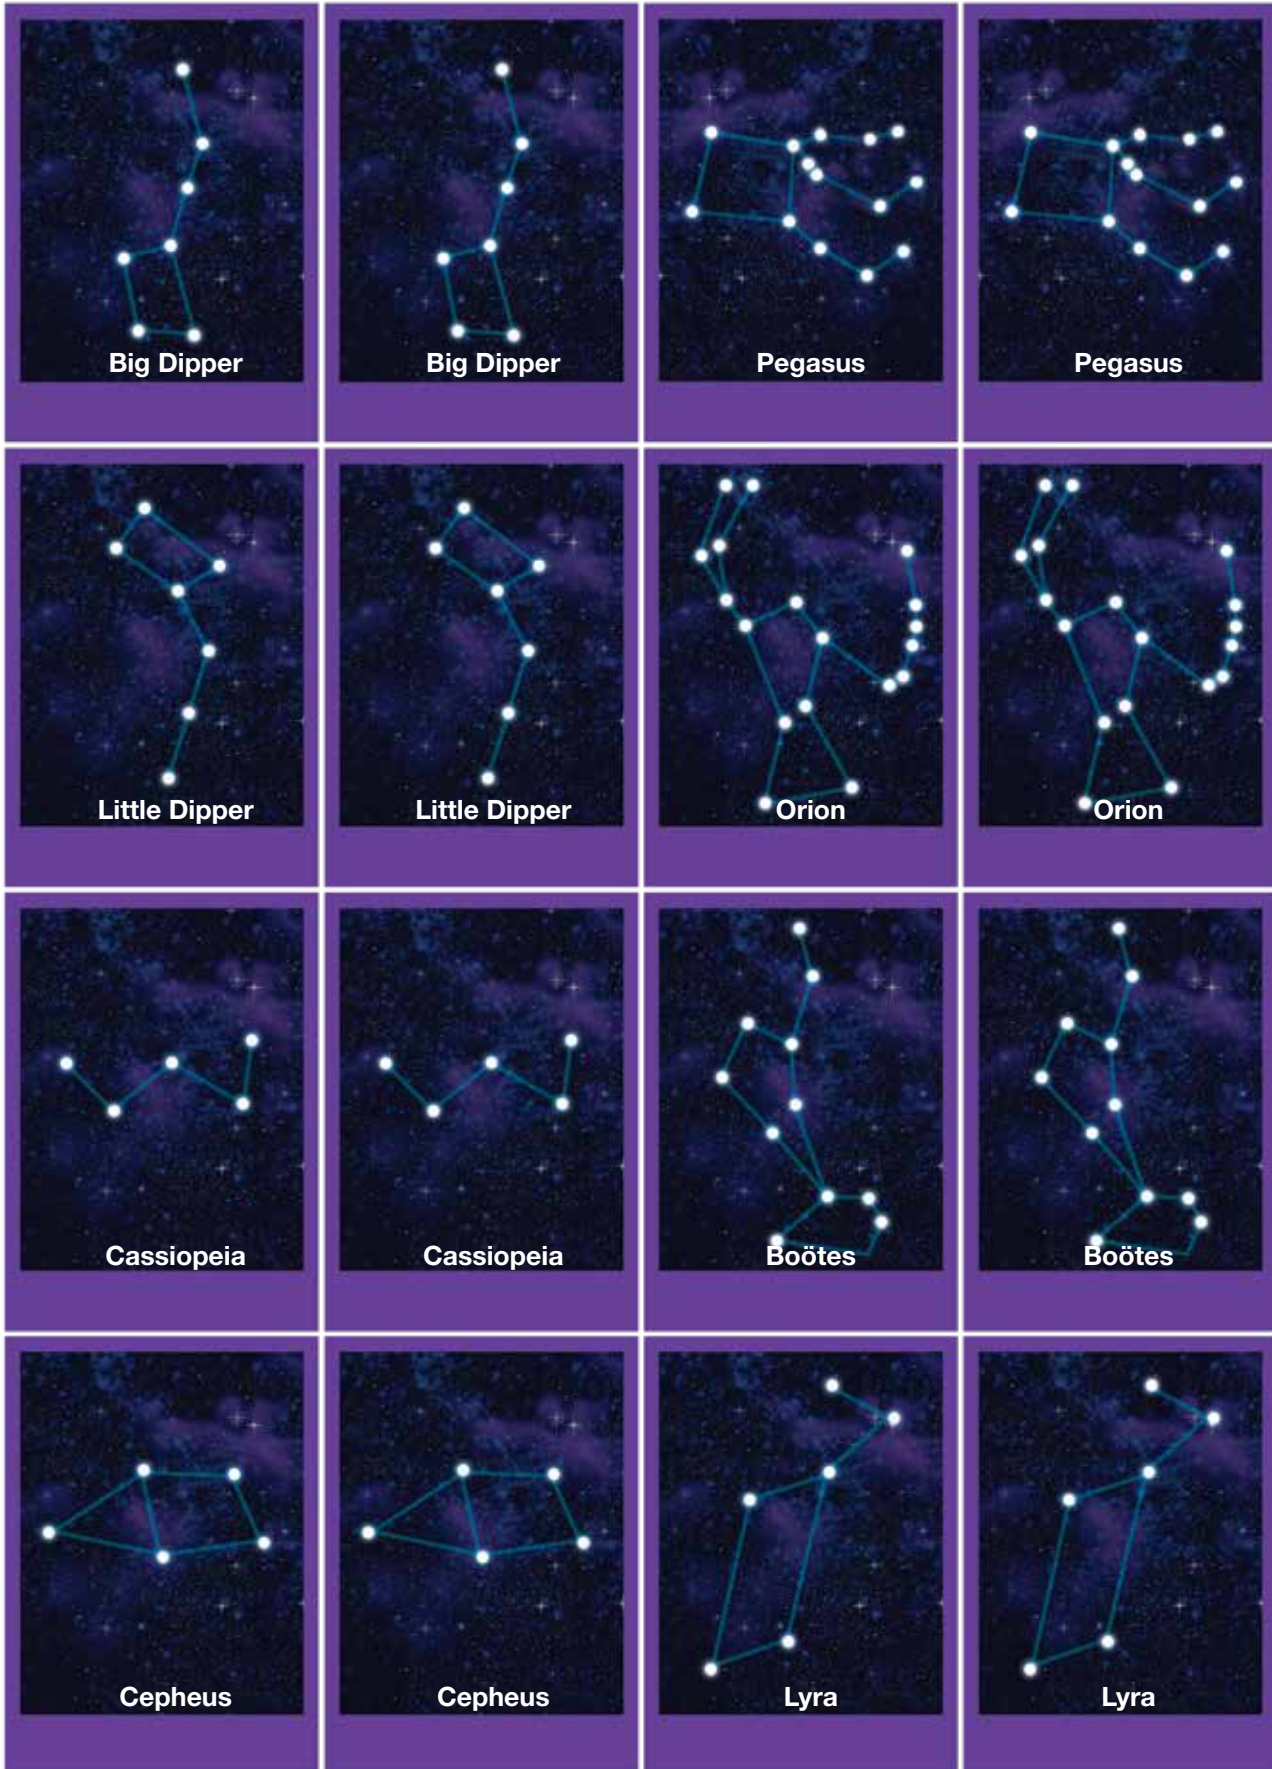 Big Dipper
Big Dipper
Pegasus
Pegasus
Little Dipper
Little Dipper
Orion
Orion
Cassiopeia
Cassiopeia
Boötes
Boötes
Cepheus
Cepheus
Lyra
Lyra